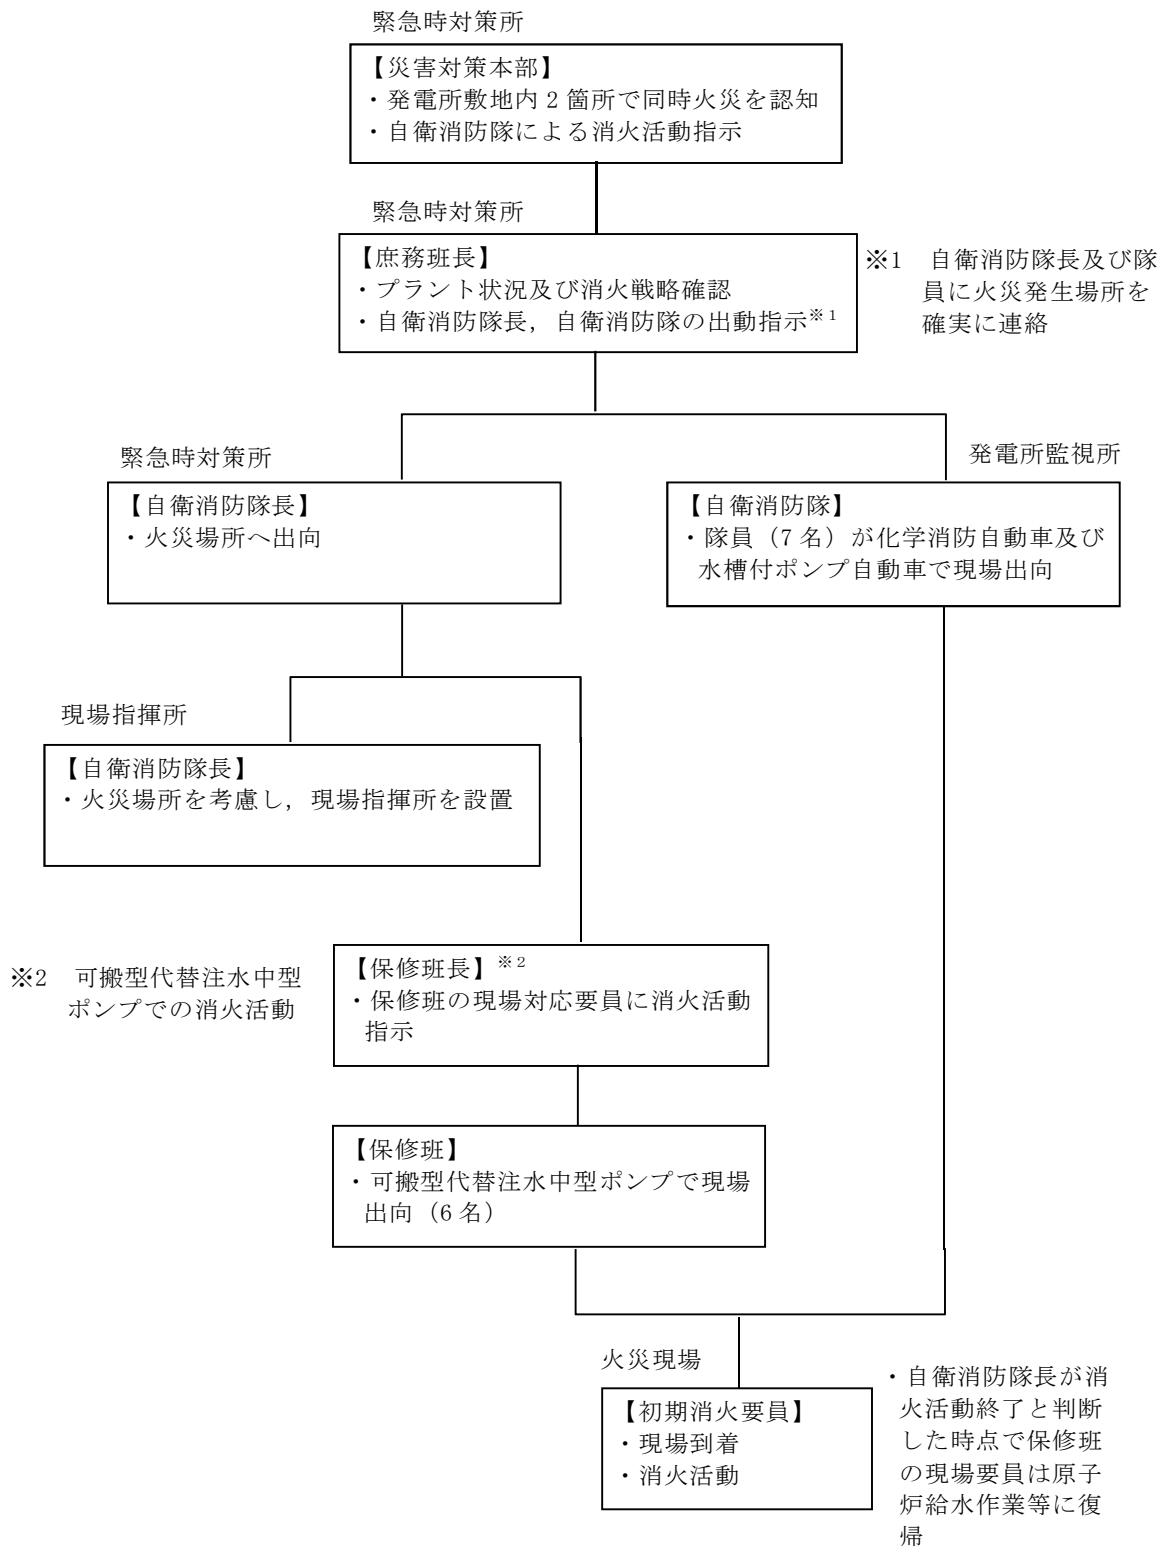 緊急時対策所
【災害対策本部】
・発電所敷地内2箇所で同時火災を認知
・自衛消防隊による消火活動指示
緊急時対策所
【庶務班長】
・プラント状況及び消火戦略確認
・自衛消防隊長，自衛消防隊の出動指示※1
※1 自衛消防隊長及び隊
員に火災発生場所を
確実に連絡
緊急時対策所
【自衛消防隊長】
・火災場所へ出向
発電所監視所
【自衛消防隊】
・隊員（7名）が化学消防自動車及び
水槽付ポンプ自動車で現場出向
現場指揮所
【自衛消防隊長】
・火災場所を考慮し，現場指揮所を設置
※2 可搬型代替注水中型
ポンプでの消火活動
【保修班長】※2
・保修班の現場対応要員に消火活動
指示
【保修班】
・可搬型代替注水中型ポンプで現場
出向（6名）
火災現場
【初期消火要員】
・現場到着
・消火活動
・自衛消防隊長が消
火活動終了と判断
した時点で保修班
の現場要員は原子
炉給水作業等に復
帰